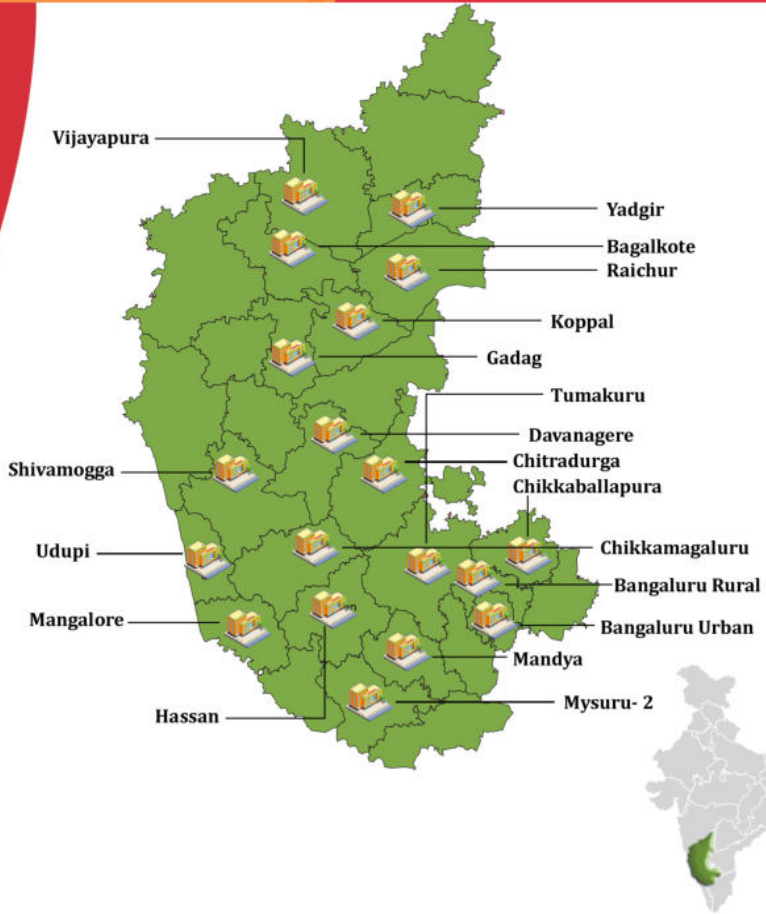 Vijayapura
Yadgir
Bagalkote
Raichur
Koppal
Gadag
Tumakuru
Davanagere
Shivamogga
Chitradurga
Chikkaballapura
Udupi
Chikkamagaluru
Bangaluru Rural
Mangalore
Bangaluru Urban
Mandya
Hassan
Mysuru- 2